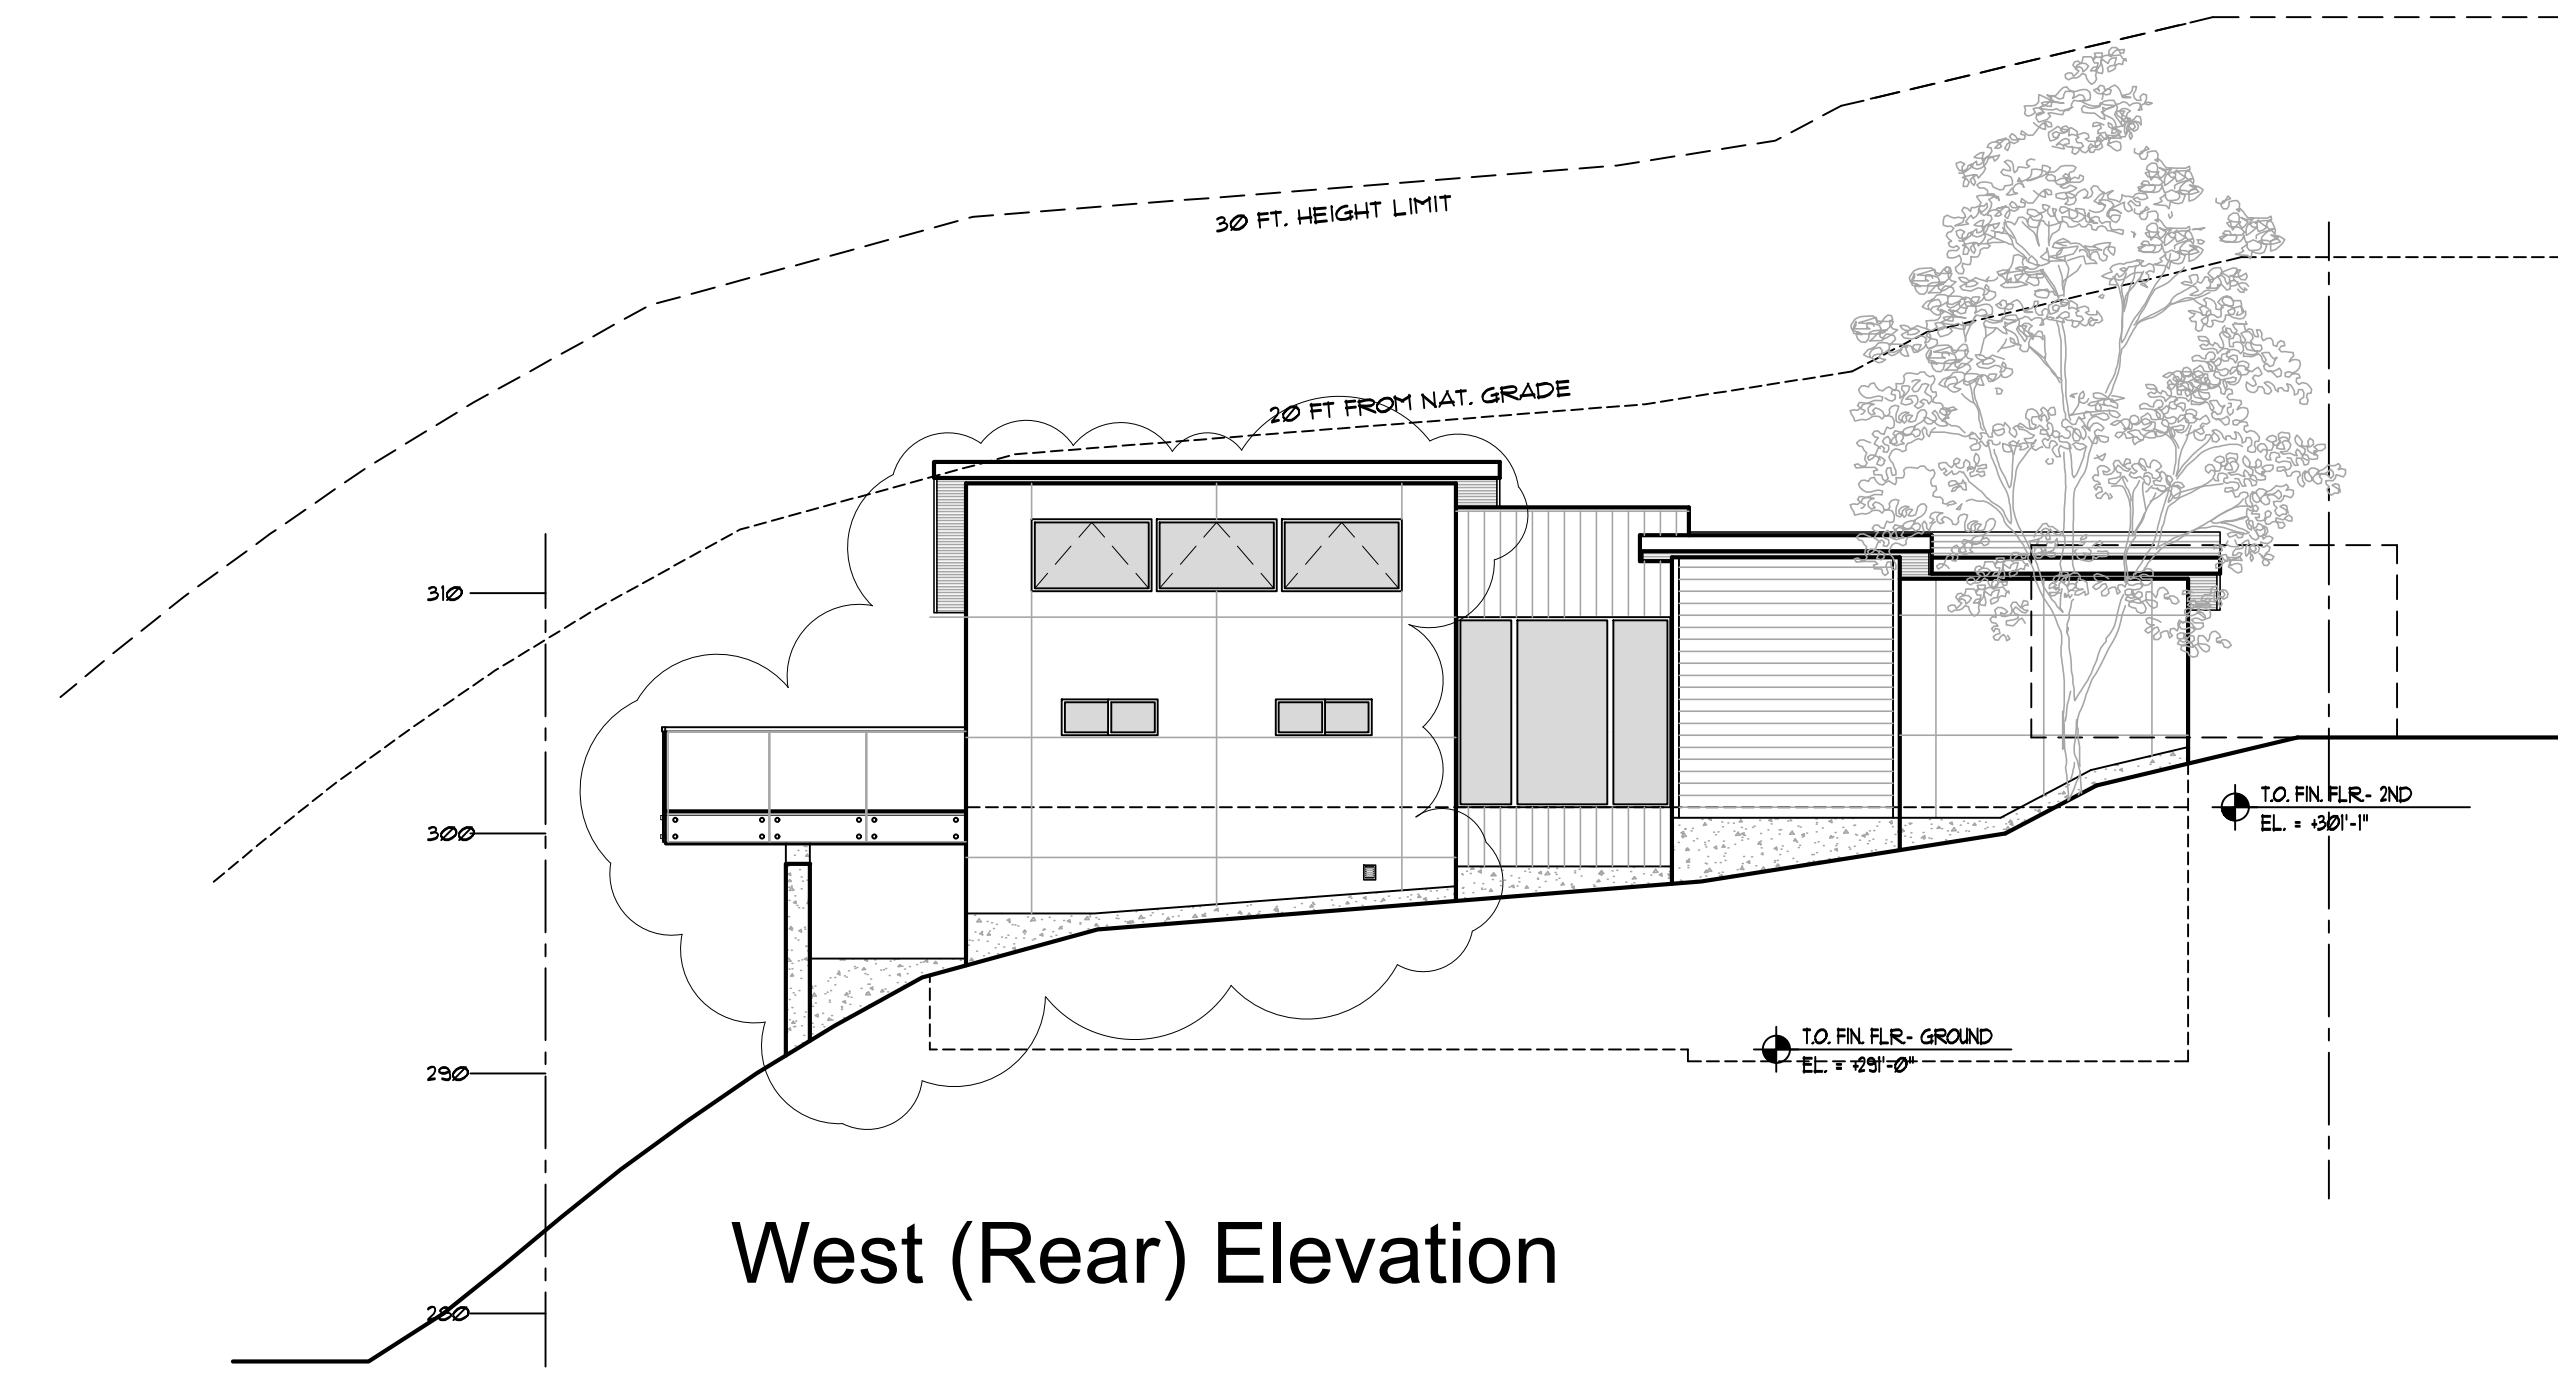 30 FT. HEIGHT LIMIT
20 FT FROM NAT. GRADE
310
300
290
280
T.O. FIN. FLR.- 2ND
EL. = +301'-1"
T.O. FIN. FLR.- GROUND
EL. = +291'-0"
West (Rear) Elevation